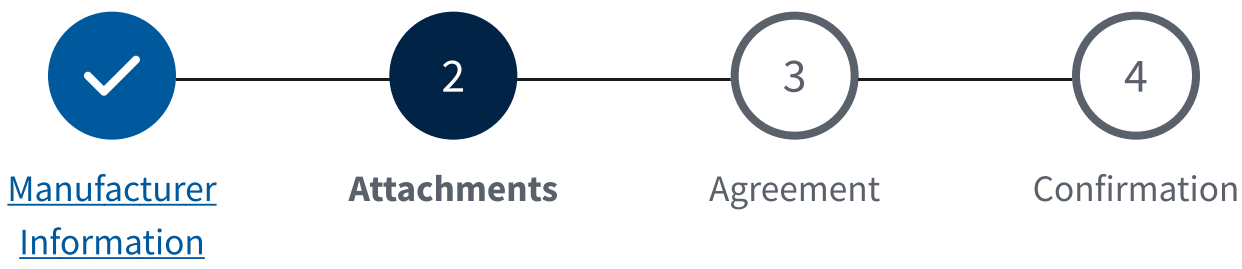 2
3
4
Manufacturer
Information
Attachments
Agreement
Confirmation